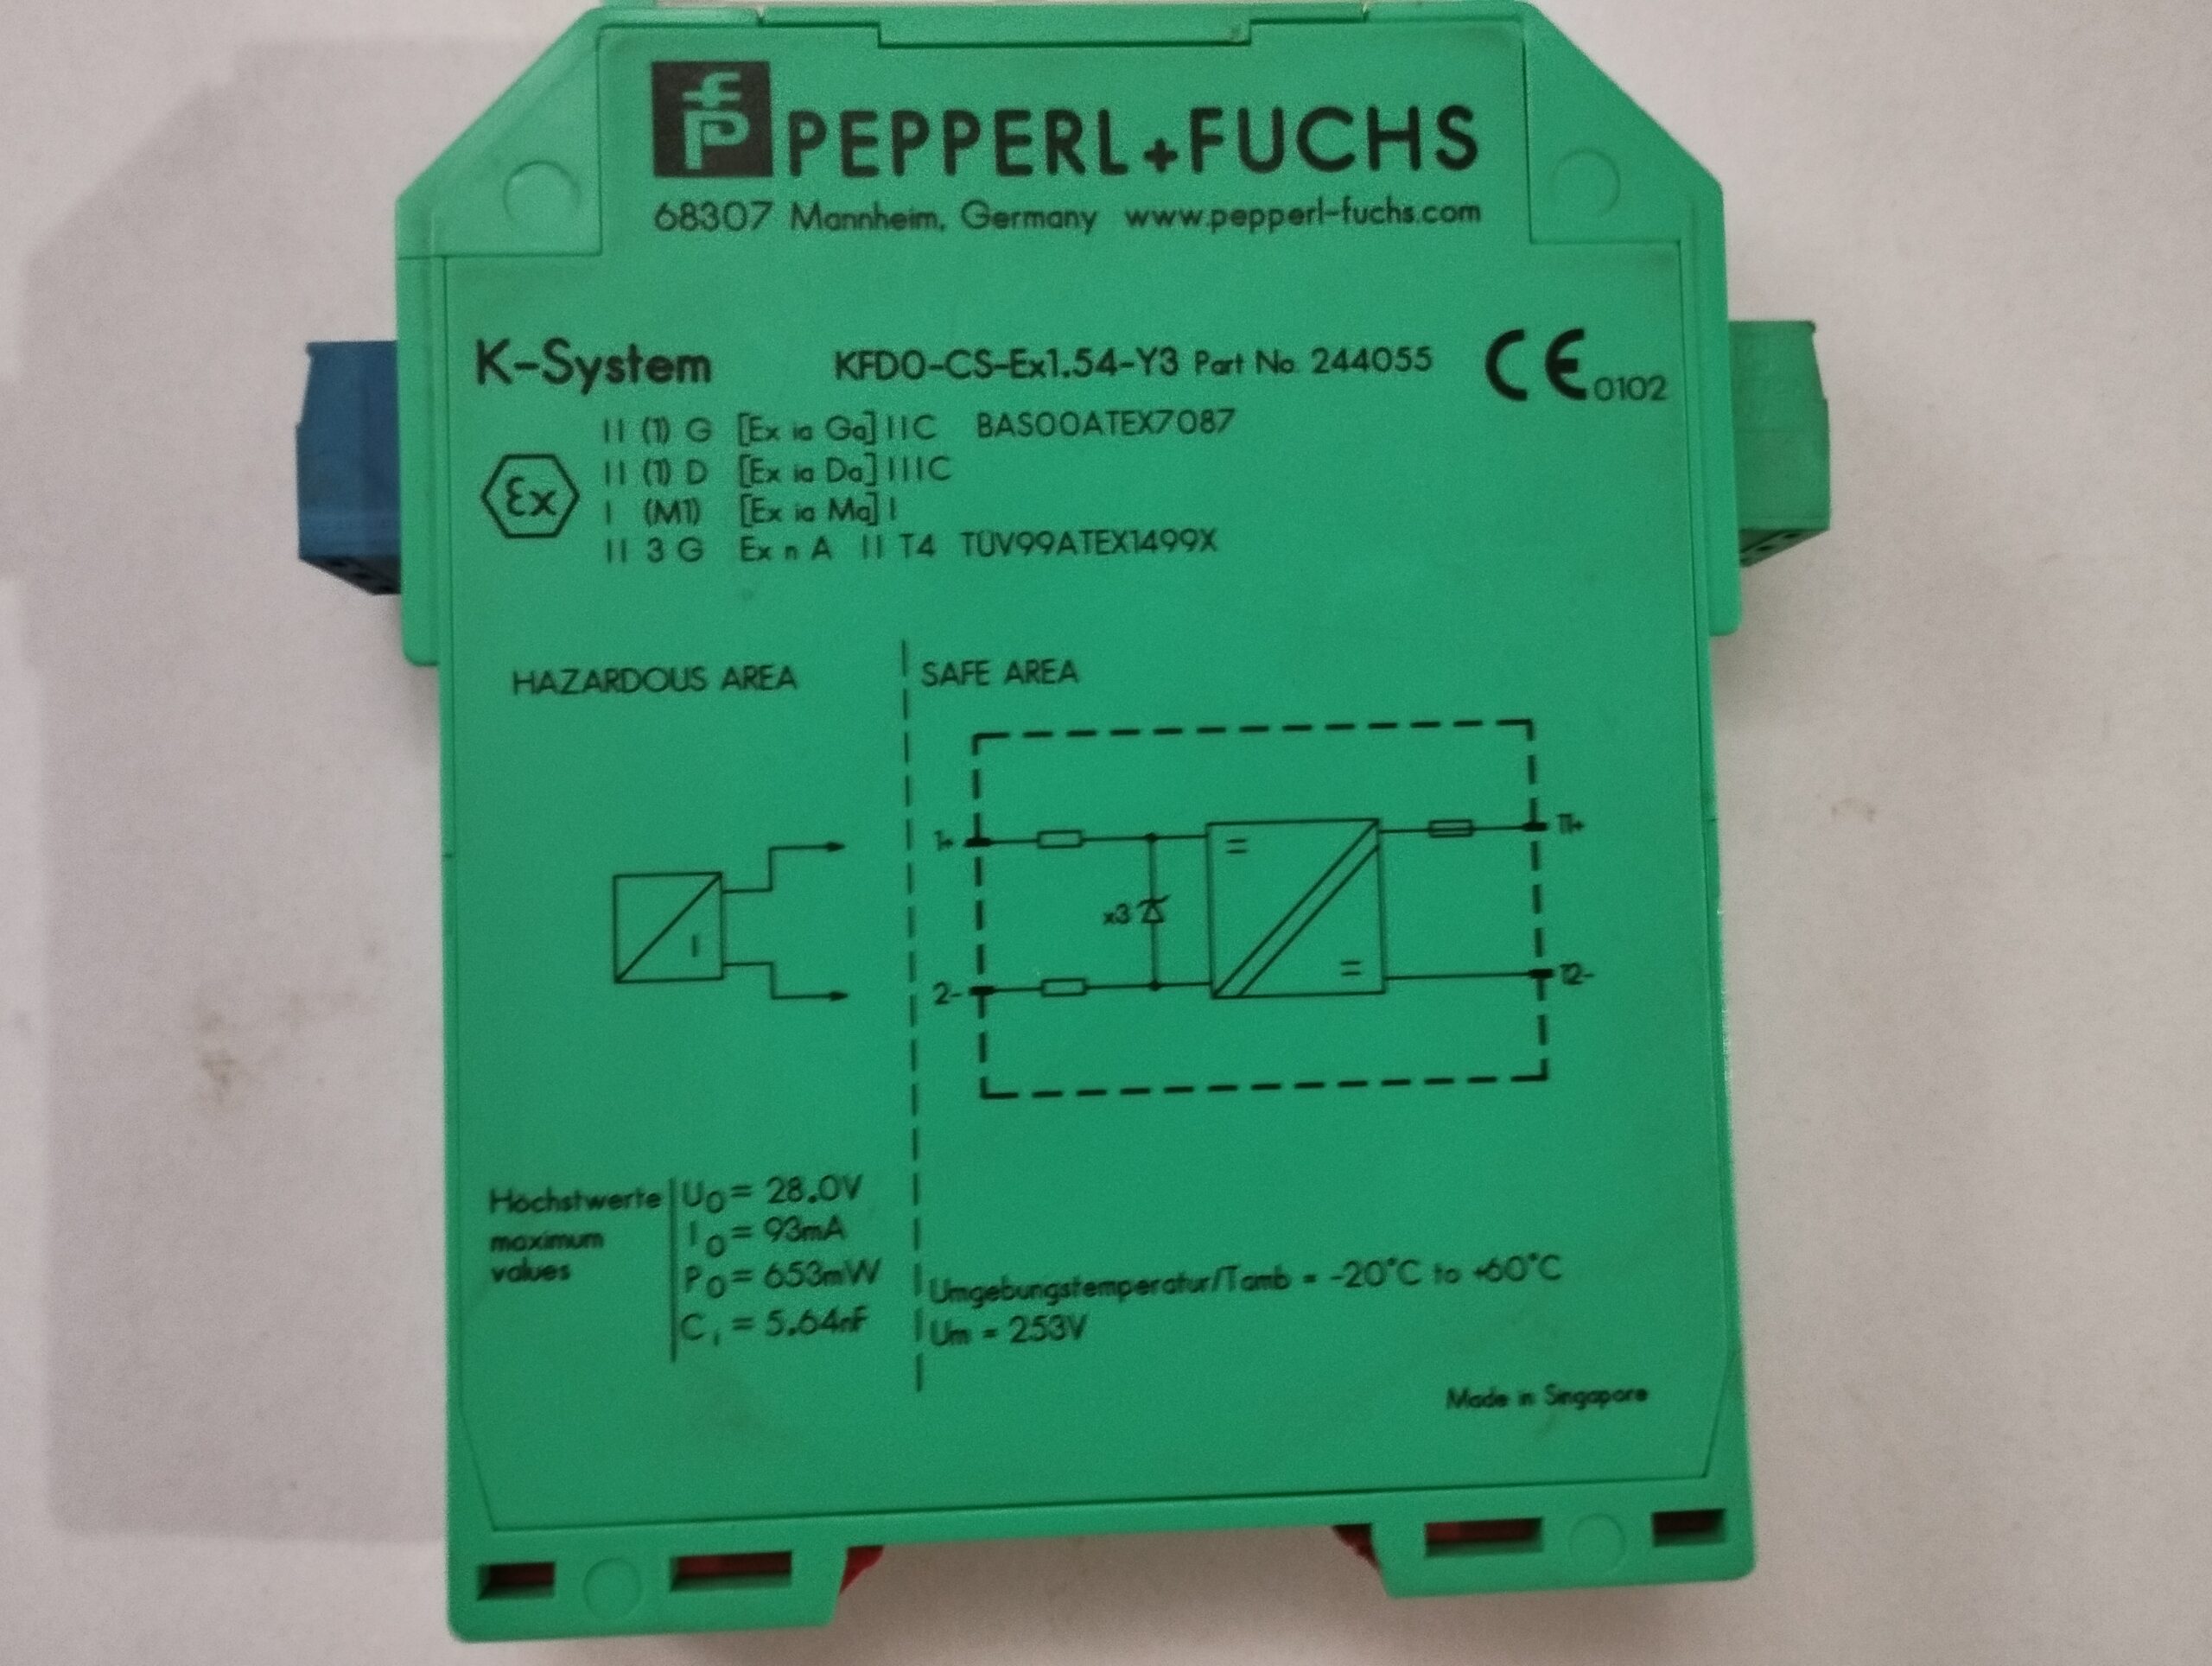 PEPPERL+FUCHS
68307 Mannheim, Germany www.pepperl-fuchs.com
K-System KFD0-CS-Ex1.54-Y3 Part No. 244055 CE 0102
II (1) G [Ex ia Ga] IIC BAS00ATEX7087
II (1) D [Ex ia Da] IIIC
Ex
I (M1) [Ex ia Ma] I
II 3 G Ex n A II T4 TÜV99ATEX1499X
HAZARDOUS AREA SAFE AREA
1+ 11+
x3
I
2- 12-
Höchstwerte U0= 28.0V
maximum I0= 93mA
values P0= 653mW
Ci = 5.64nF
Umgebungstemperatur/Tamb = -20°C to +60°C
Um = 253V
Made in Singapore